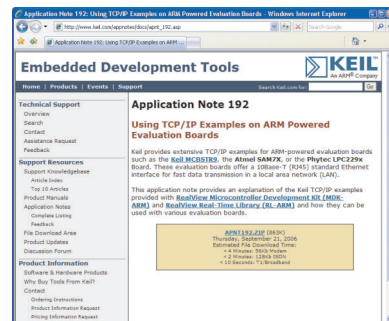 Application Note 192: Using TCP/IP Examples on ARM Powered Evaluation Boards - Windows Internet Explorer
http://www.keil.com/appnotes/docs/apnt_192.asp
Search Google
Application Note 192: Using TCP/IP Examples on ARM ...
Embedded Development Tools
KEIL
An ARM® Company
Home | Products | Events | Support
Search Keil.com for:
Go
Technical Support
Overview
Search
Contact
Assistance Request
Feedback
Support Resources
Support Knowledgebase
Article Index
Top 10 Articles
Product Manuals
Application Notes
Complete Listing
Feedback
File Download Area
Product Updates
Discussion Forum
Product Information
Software & Hardware Products
Why Buy Tools From Keil?
Contact
Ordering Instructions
Product Information Request
Pricing Information Request
Application Note 192
Using TCP/IP Examples on ARM Powered
Evaluation Boards
Keil provides extensive TCP/IP examples for ARM-powered evaluation boards
such as the Keil MCBSTR9, the Atmel SAM7X, or the Phytec LPC229x
Board. These evaluation boards offer a 10Base-T (RJ45) standard Ethernet
interface for fast data transmission in a local area network (LAN).
This application note provides an explanation of the Keil TCP/IP examples
provided with RealView Microcontroller Development Kit (MDK-
ARM) and RealView Real-Time Library (RL-ARM) and how they can be
used with various evaluation boards.
APNT192.ZIP (863K)
Thursday, September 21, 2006
Estimated File Download Time:
< 4 Minutes: 56Kb Modem
< 2 Minutes: 128Kb ISDN
< 10 Seconds: T1/Broadband